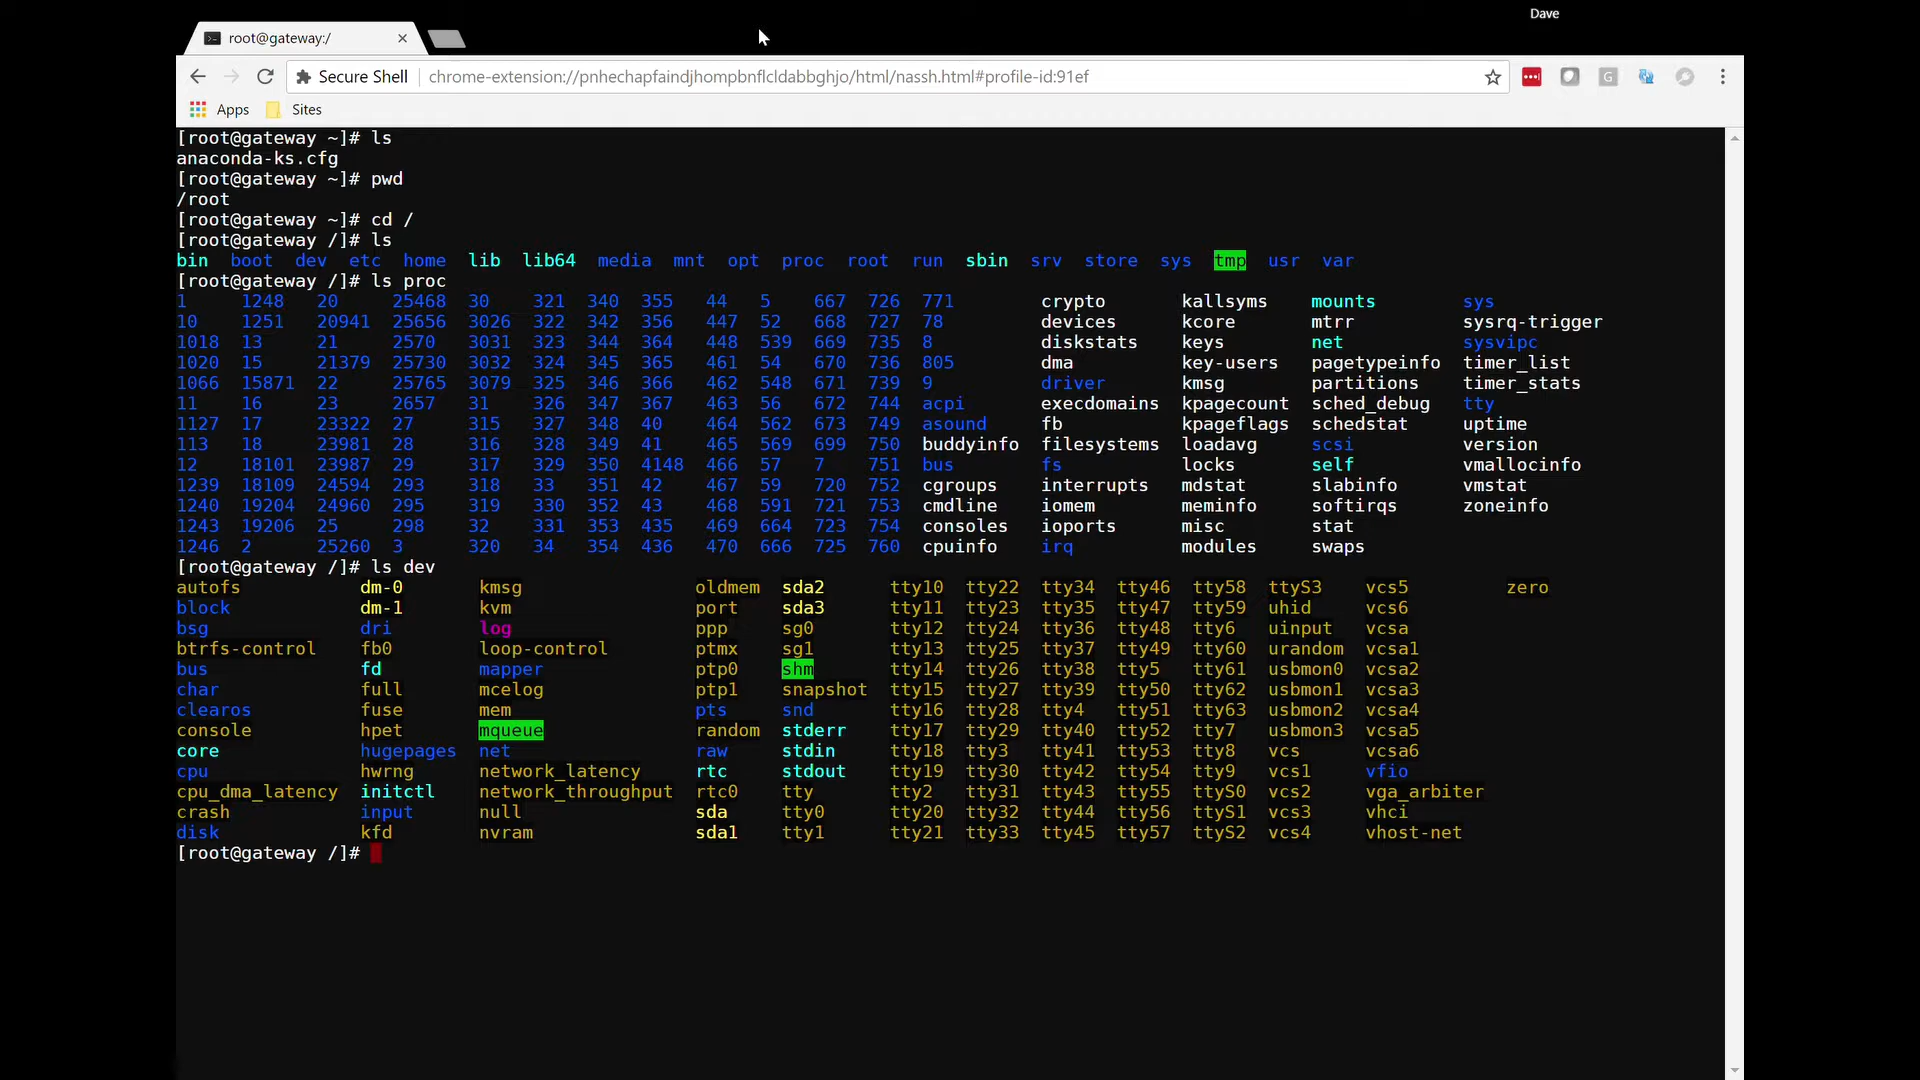 Dave
root@gateway:/
Secure Shell chrome-extension://pnhechapfaindjhompbnflcldabbghjo/html/nassh.html#profile-id:91ef
Apps Sites
[root@gateway ~]# ls
anaconda-ks.cfg
[root@gateway ~]# pwd
/root
[root@gateway ~]# cd /
[root@gateway /]# ls
bin boot dev etc home lib lib64 media mnt opt proc root run sbin srv store sys tmp usr var
[root@gateway /]# ls proc
1 1248 20 25468 30 321 340 355 44 5 667 726 771 crypto kallsyms mounts sys
10 1251 20941 25656 3026 322 342 356 447 52 668 727 78 devices kcore mtrr sysrq-trigger
1018 13 21 2570 3031 323 344 364 448 539 669 735 8 diskstats keys net sysvipc
1020 15 21379 25730 3032 324 345 365 461 54 670 736 805 dma key-users pagetypeinfo timer_list
1066 15871 22 25765 3079 325 346 366 462 548 671 739 9 driver kmsg partitions timer_stats
11 16 23 2657 31 326 347 367 463 56 672 744 acpi execdomains kpagecount sched_debug tty
1127 17 23322 27 315 327 348 40 464 562 673 749 asound fb kpageflags schedstat uptime
113 18 23981 28 316 328 349 41 465 569 699 750 buddyinfo filesystems loadavg scsi version
12 18101 23987 29 317 329 350 4148 466 57 7 751 bus fs locks self vmallocinfo
1239 18109 24594 293 318 33 351 42 467 59 720 752 cgroups interrupts mdstat slabinfo vmstat
1240 19204 24960 295 319 330 352 43 468 591 721 753 cmdline iomem meminfo softirqs zoneinfo
1243 19206 25 298 32 331 353 435 469 664 723 754 consoles ioports misc stat
1246 2 25260 3 320 34 354 436 470 666 725 760 cpuinfo irq modules swaps
[root@gateway /]# ls dev
autofs dm-0 kmsg oldmem sda2 tty10 tty22 tty34 tty46 tty58 ttyS3 vcs5 zero
block dm-1 kvm port sda3 tty11 tty23 tty35 tty47 tty59 uhid vcs6
bsg dri log ppp sg0 tty12 tty24 tty36 tty48 tty6 uinput vcsa
btrfs-control fb0 loop-control ptmx sg1 tty13 tty25 tty37 tty49 tty60 urandom vcsa1
bus fd mapper ptp0 shm tty14 tty26 tty38 tty5 tty61 usbmon0 vcsa2
char full mcelog ptp1 snapshot tty15 tty27 tty39 tty50 tty62 usbmon1 vcsa3
clearos fuse mem pts snd tty16 tty28 tty4 tty51 tty63 usbmon2 vcsa4
console hpet mqueue random stderr tty17 tty29 tty40 tty52 tty7 usbmon3 vcsa5
core hugepages net raw stdin tty18 tty3 tty41 tty53 tty8 vcs vcsa6
cpu hwrng network_latency rtc stdout tty19 tty30 tty42 tty54 tty9 vcs1 vfio
cpu_dma_latency initctl network_throughput rtc0 tty tty2 tty31 tty43 tty55 ttyS0 vcs2 vga_arbiter
crash input null sda tty0 tty20 tty32 tty44 tty56 ttyS1 vcs3 vhci
disk kfd nvram sda1 tty1 tty21 tty33 tty45 tty57 ttyS2 vcs4 vhost-net
[root@gateway /]#